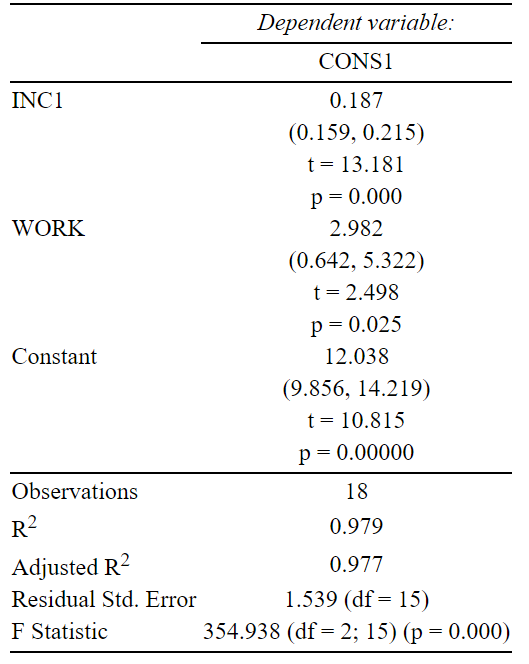 Dependent variable:
CONS1
INC1 0.187
(0.159, 0.215)
t = 13.181
p = 0.000
WORK 2.982
(0.642, 5.322)
t = 2.498
p = 0.025
Constant 12.038
(9.856, 14.219)
t = 10.815
p = 0.00000
Observations 18
R2 0.979
Adjusted R2 0.977
Residual Std. Error 1.539 (df = 15)
F Statistic 354.938 (df = 2; 15) (p = 0.000)